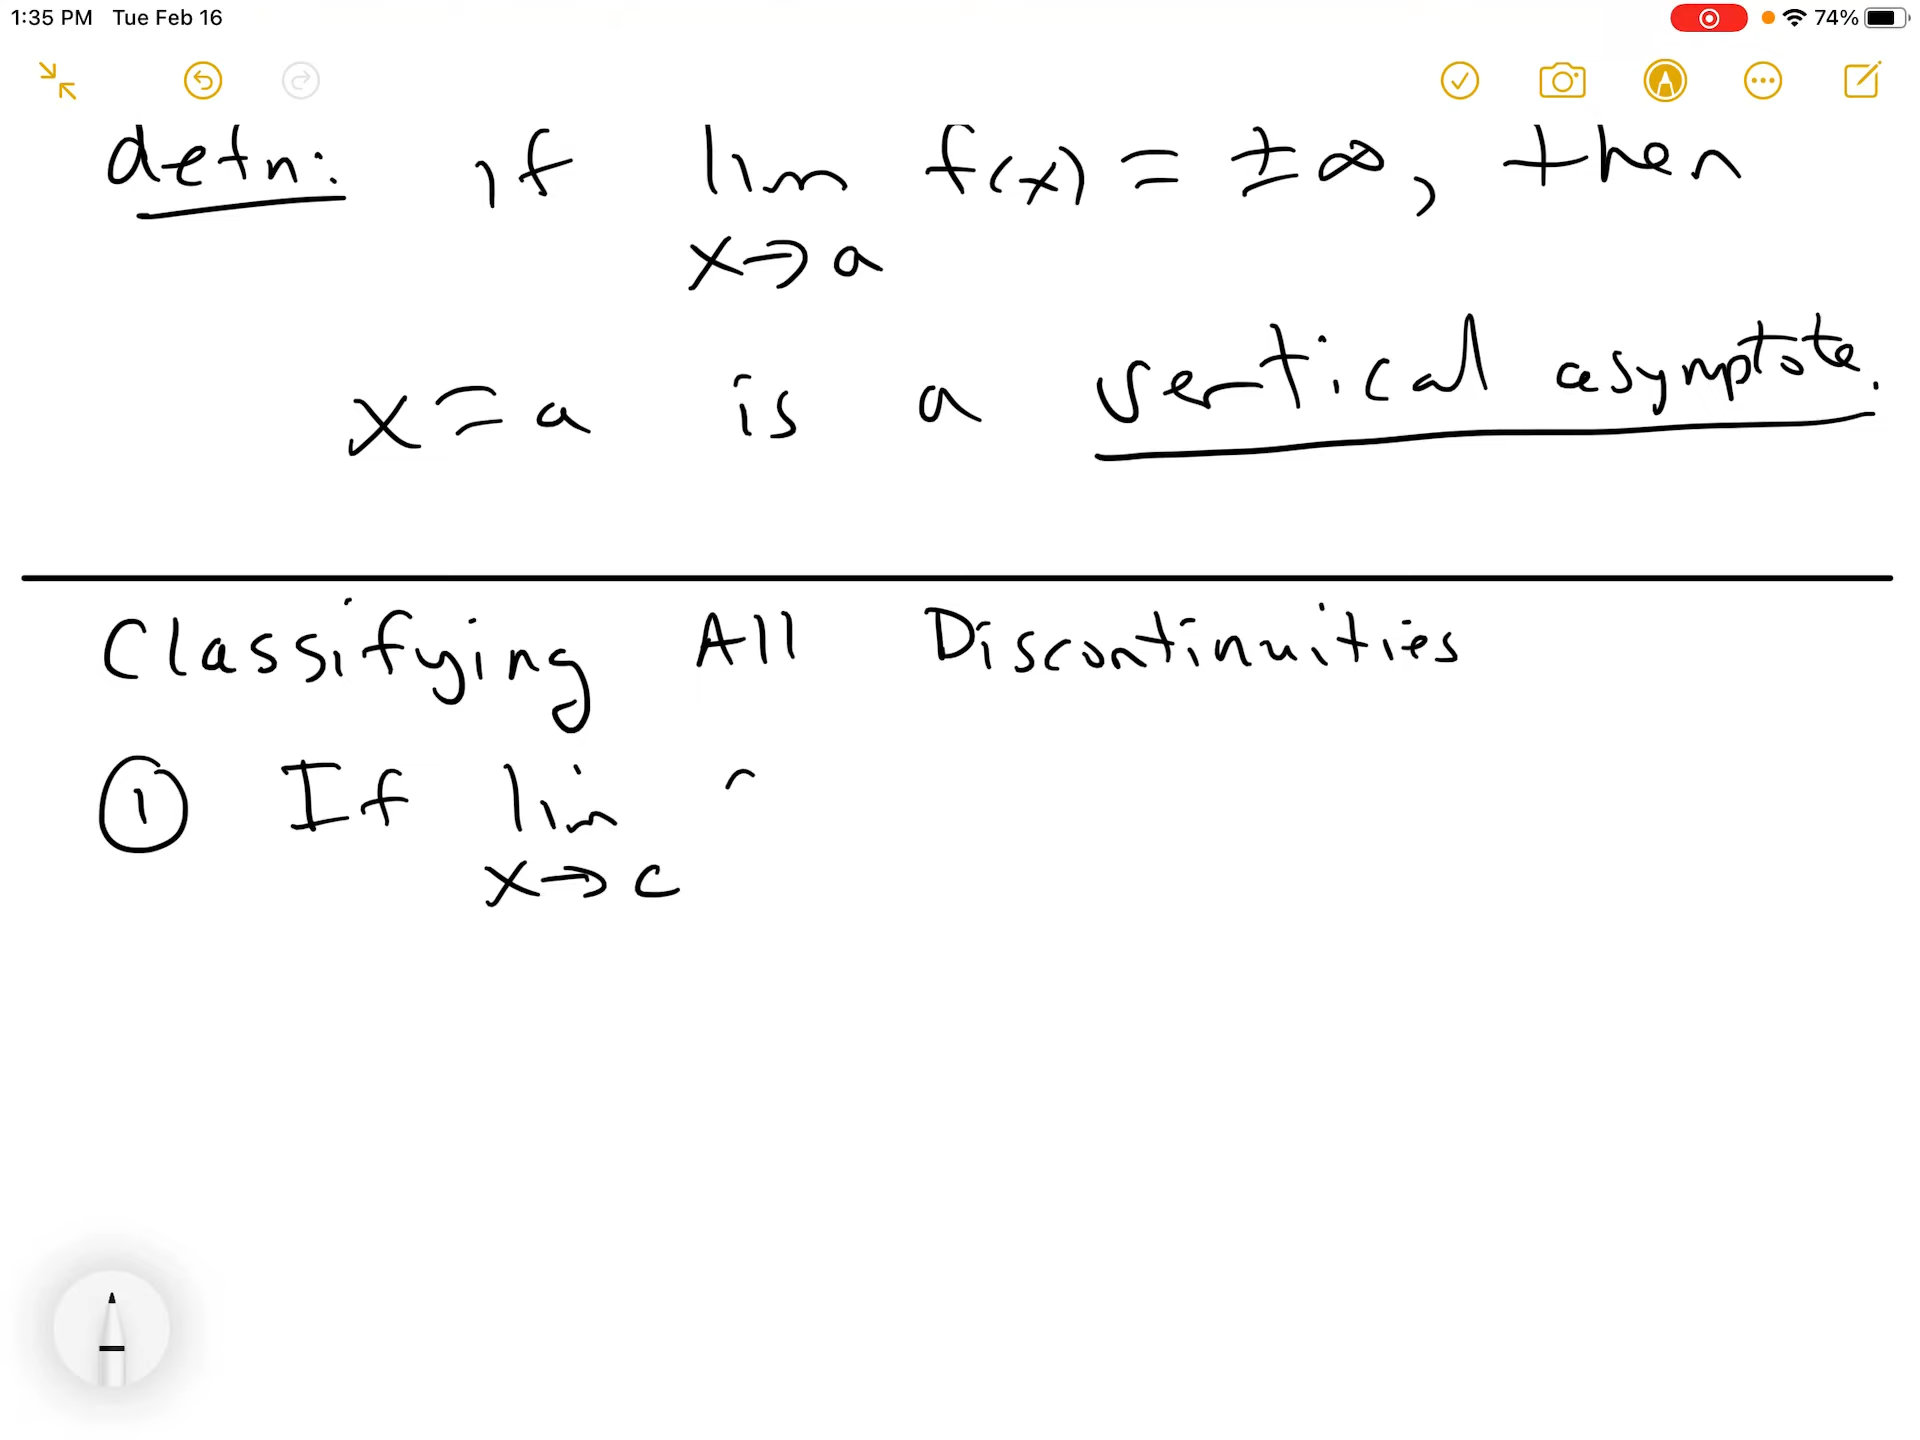 1:35 PM Tue Feb 16 74%
defn: if lim f(x) = ± ∞, then
x→a
x = a is a vertical asymptote.
Classifying All Discontinuities
① If lim
x→c